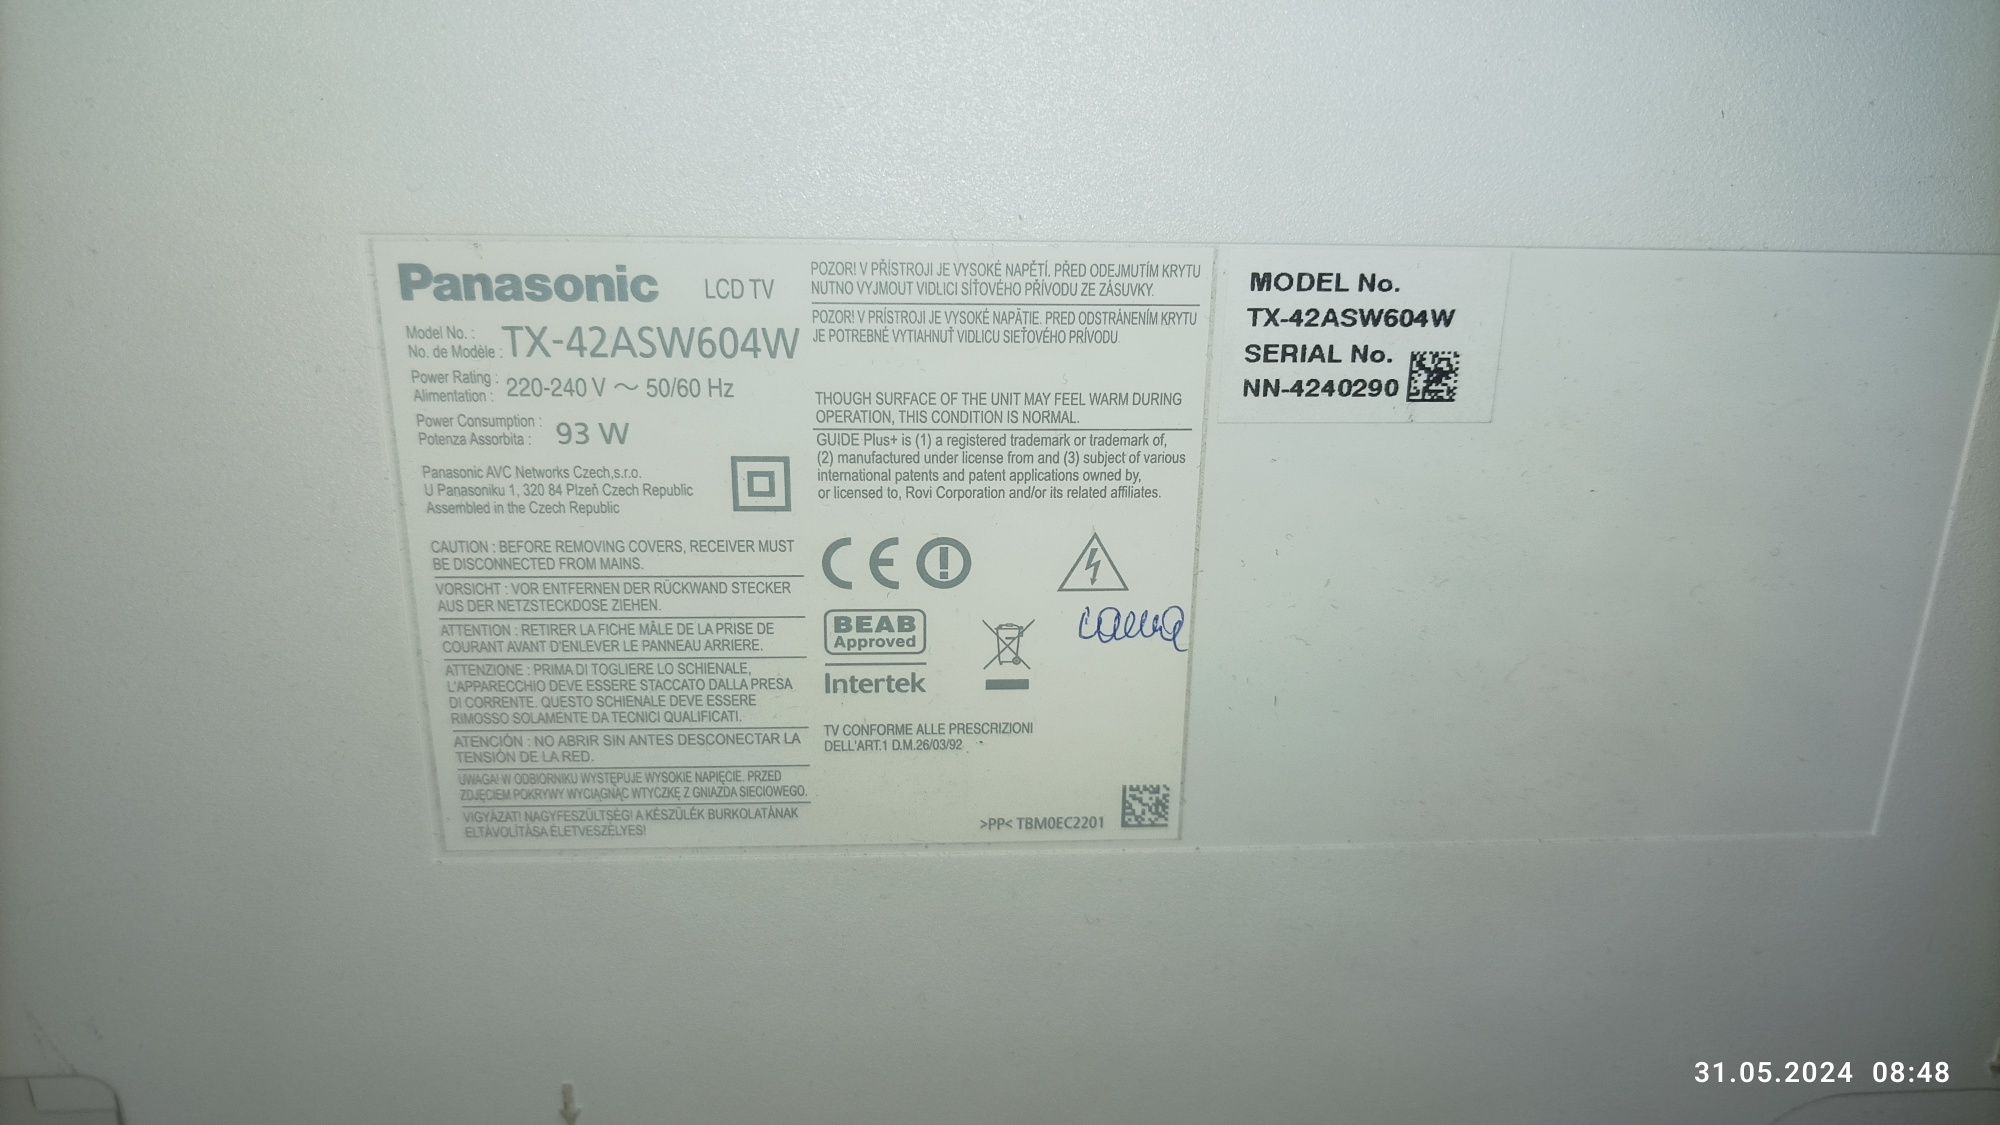 Panasonic LCD TV
Model No. :
No. de Modèle : TX-42ASW604W
Power Rating :
Alimentation : 220-240 V ～ 50/60 Hz
Power Consumption :
Potenza Assorbita : 93 W
Panasonic AVC Networks Czech,s.r.o.
U Panasoniku 1, 320 84 Plzeň Czech Republic
Assembled in the Czech Republic
CAUTION : BEFORE REMOVING COVERS, RECEIVER MUST
BE DISCONNECTED FROM MAINS.
VORSICHT : VOR ENTFERNEN DER RÜCKWAND STECKER
AUS DER NETZSTECKDOSE ZIEHEN.
ATTENTION : RETIRER LA FICHE MÂLE DE LA PRISE DE
COURANT AVANT D'ENLEVER LE PANNEAU ARRIERE.
ATTENZIONE : PRIMA DI TOGLIERE LO SCHIENALE,
L'APPARECCHIO DEVE ESSERE STACCATO DALLA PRESA
DI CORRENTE. QUESTO SCHIENALE DEVE ESSERE
RIMOSSO SOLAMENTE DA TECNICI QUALIFICATI.
ATENCIÓN : NO ABRIR SIN ANTES DESCONECTAR LA
TENSIÓN DE LA RED.
UWAGA! W ODBIORNIKU WYSTĘPUJE WYSOKIE NAPIĘCIE. PRZED
ZDJĘCIEM POKRYWY WYCIĄGNĄĆ WTYCZKĘ Z GNIAZDA SIECIOWEGO.
VIGYÁZAT! NAGYFESZÜLTSÉG! A KÉSZÜLÉK BURKOLATÁNAK
ELTÁVOLÍTÁSA ÉLETVESZÉLYES!
POZOR! V PŘÍSTROJI JE VYSOKÉ NAPĚTÍ. PŘED ODEJMUTÍM KRYTU
NUTNO VYJMOUT VIDLICI SÍŤOVÉHO PŘÍVODU ZE ZÁSUVKY.
POZOR! V PRÍSTROJI JE VYSOKÉ NAPÄTIE. PRED ODSTRÁNENÍM KRYTU
JE POTREBNÉ VYTIAHNUŤ VIDLICU SIEŤOVÉHO PRÍVODU.
THOUGH SURFACE OF THE UNIT MAY FEEL WARM DURING
OPERATION, THIS CONDITION IS NORMAL.
GUIDE Plus+ is (1) a registered trademark or trademark of,
(2) manufactured under license from and (3) subject of various
international patents and patent applications owned by,
or licensed to, Rovi Corporation and/or its related affiliates.
CE
BEAB
Approved
Intertek
TV CONFORME ALLE PRESCRIZIONI
DELL'ART.1 D.M.26/03/92
>PP< TBM0EC2201
MODEL No.
TX-42ASW604W
SERIAL No.
NN-4240290
31.05.2024 08:48